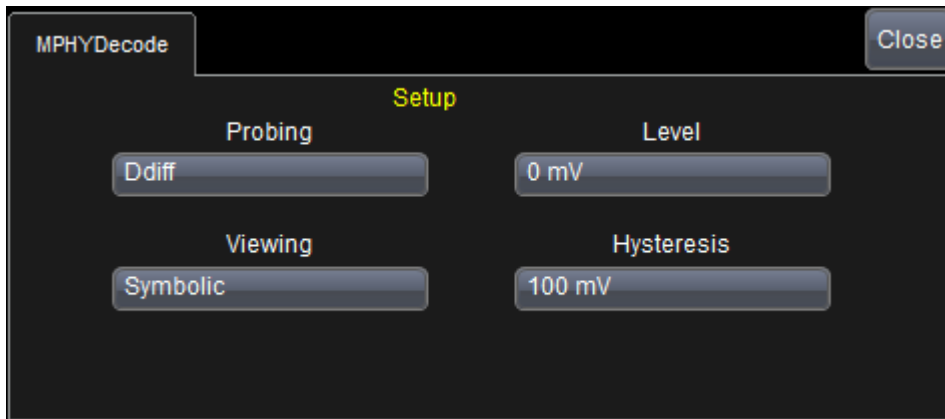 MPHYDecode
Close
Setup
Probing
Level
Ddiff
0 mV
Viewing
Hysteresis
Symbolic
100 mV